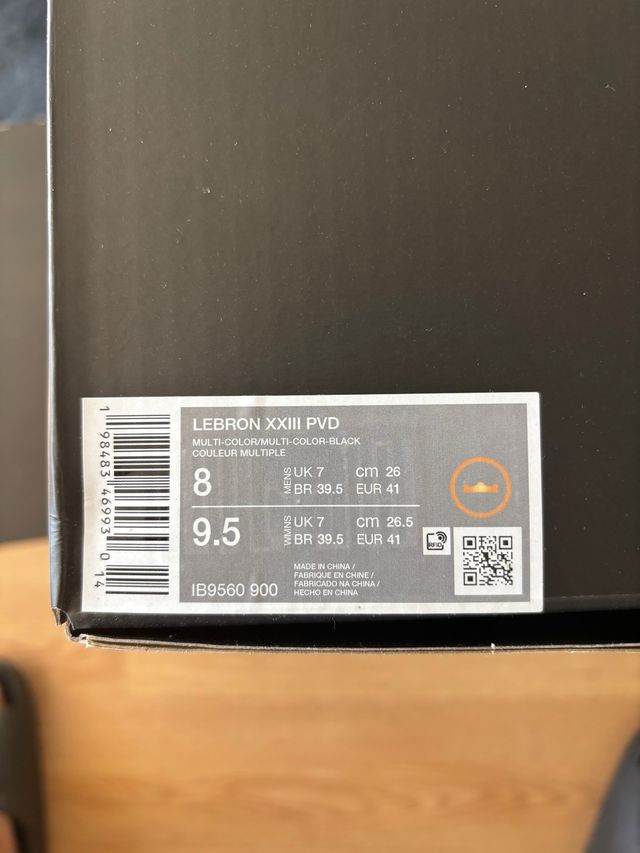 LEBRON XXIII PVD
MULTI-COLOR/MULTI-COLOR-BLACK
COULEUR MULTIPLE
8 MENS UK 7 cm 26
BR 39.5 EUR 41
9.5 WMNS UK 7 cm 26.5
BR 39.5 EUR 41
RFID
MADE IN CHINA /
FABRIQUE EN CHINE /
FABRICADO NA CHINA /
HECHO EN CHINA
IB9560 900
1 98483 46993 0 14